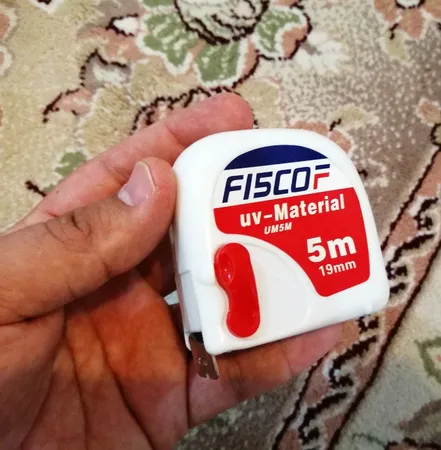 FISCOF
uv-Material
UM5M
5m
19mm